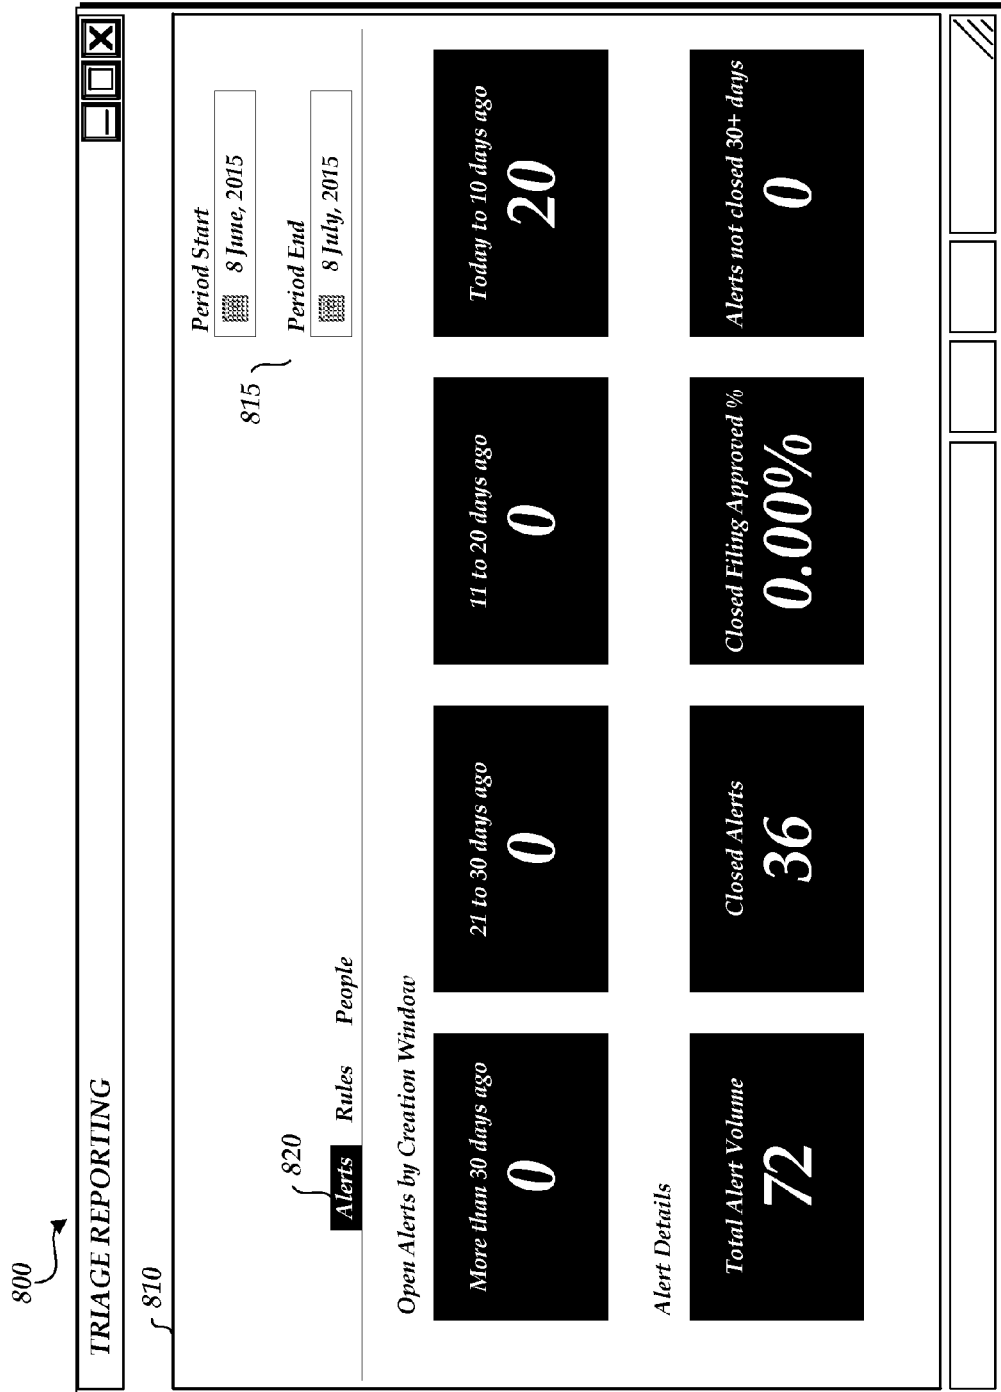 800
TRIAGE REPORTING
810
Period Start
8 June, 2015
815
Period End
8 July, 2015
820
Alerts Rules People
Open Alerts by Creation Window
More than 30 days ago
0
21 to 30 days ago
0
11 to 20 days ago
0
Today to 10 days ago
20
Alert Details
Total Alert Volume
72
Closed Alerts
36
Closed Filing Approved %
0.00%
Alerts not closed 30+ days
0